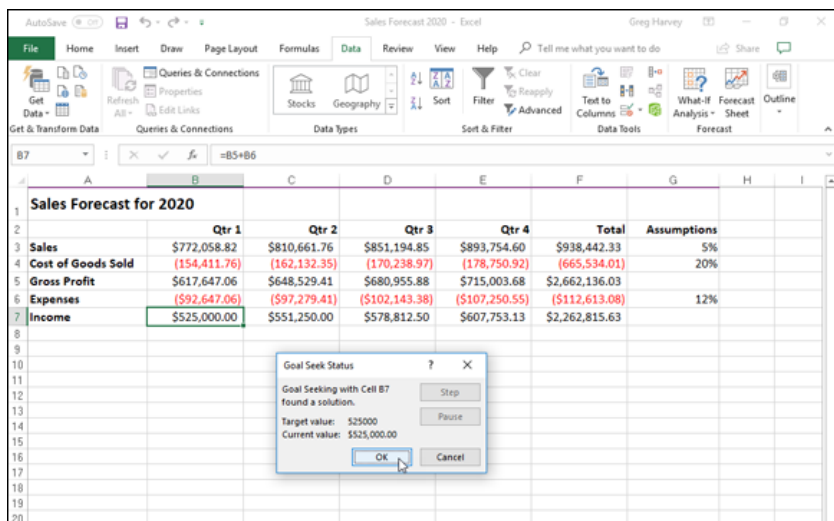 AutoSave Off Sales Forecast 2020 - Excel Greg Harvey
File Home Insert Draw Page Layout Formulas Data Review View Help Tell me what you want to do Share
Get Data Refresh All Queries & Connections Properties Edit Links Stocks Geography Sort Filter Clear Reapply Advanced Text to Columns What-If Analysis Forecast Sheet Outline
Get & Transform Data Queries & Connections Data Types Sort & Filter Data Tools Forecast
B7 fx =B5+B6
A B C D E F G H I
1 Sales Forecast for 2020
2 Qtr 1 Qtr 2 Qtr 3 Qtr 4 Total Assumptions
3 Sales $772,058.82 $810,661.76 $851,194.85 $893,754.60 $938,442.33 5%
4 Cost of Goods Sold (154,411.76) (162,132.35) (170,238.97) (178,750.92) (665,534.01) 20%
5 Gross Profit $617,647.06 $648,529.41 $680,955.88 $715,003.68 $2,662,136.03
6 Expenses ($92,647.06) ($97,279.41) ($102,143.38) ($107,250.55) ($112,613.08) 12%
7 Income $525,000.00 $551,250.00 $578,812.50 $607,753.13 $2,262,815.63
8
9
10 Goal Seek Status ? X
11
12 Goal Seeking with Cell B7 Step
found a solution.
13 Pause
14 Target value: 525000
15 Current value: $525,000.00
16 OK Cancel
17
18
19
20